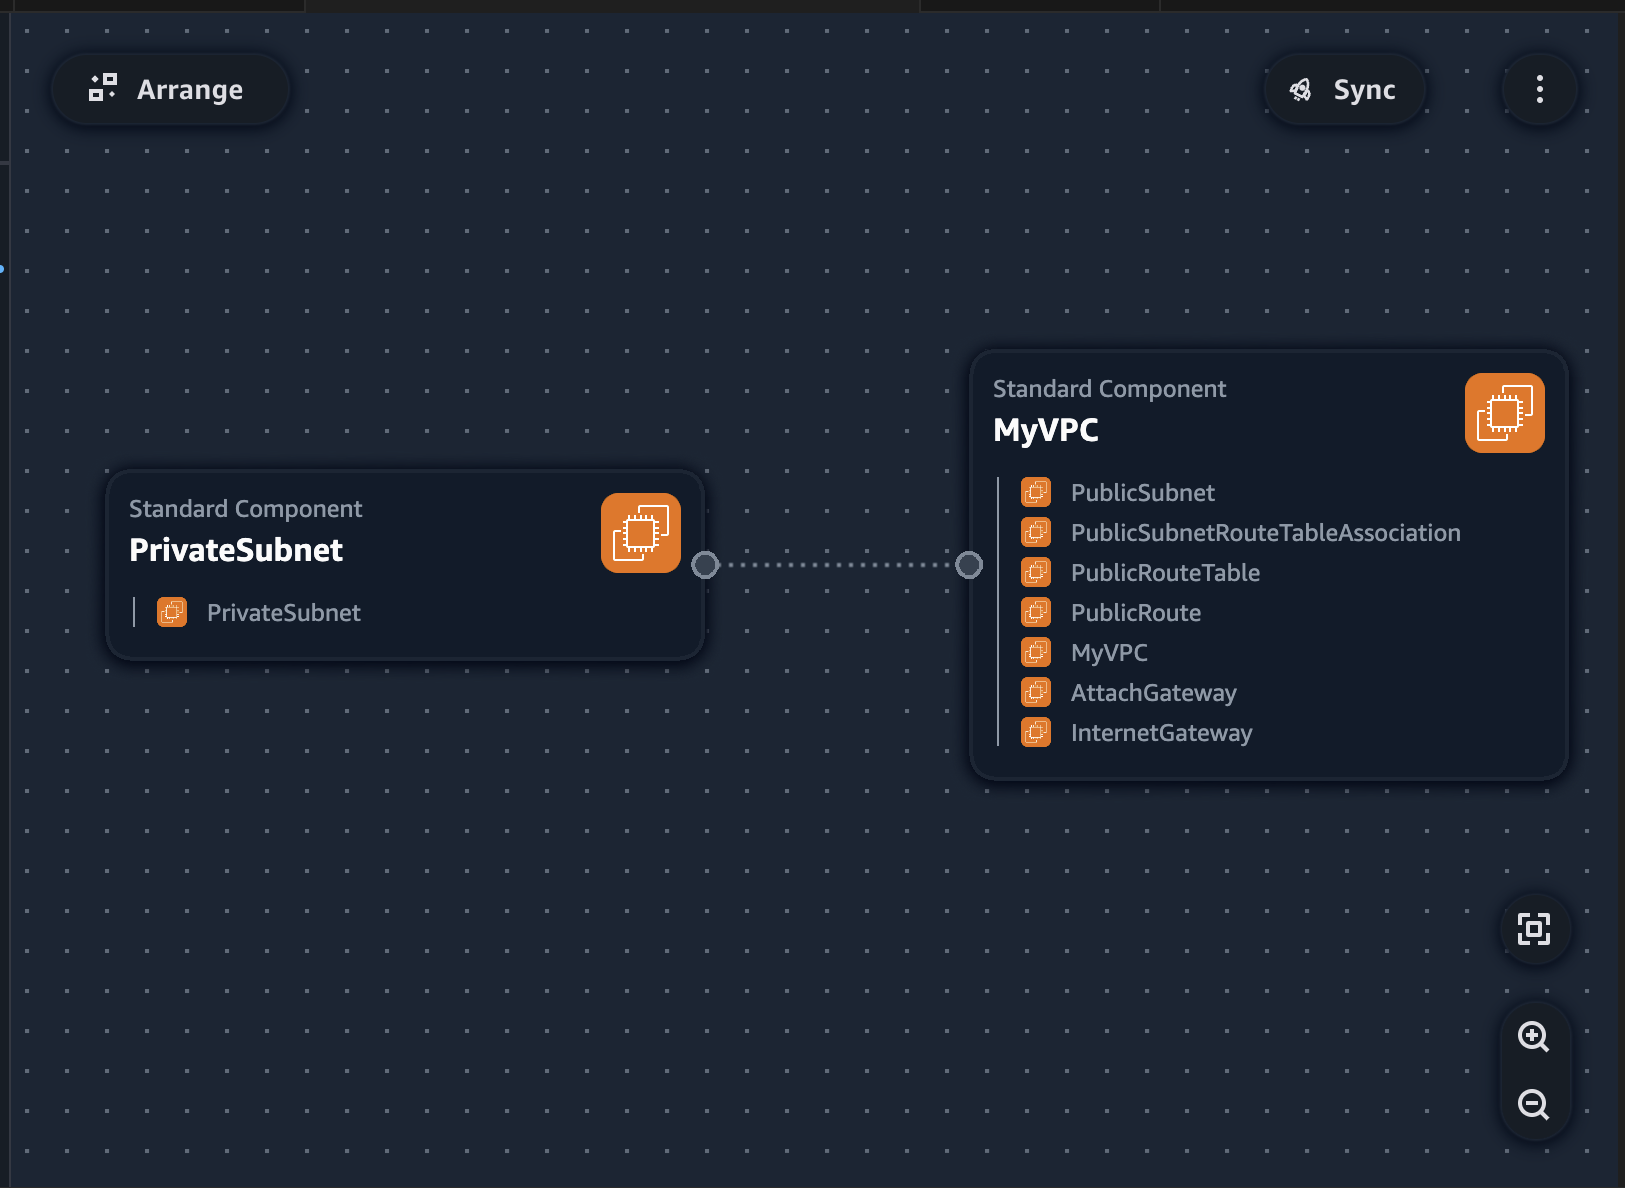 Arrange
Sync
Standard Component
MyVPC
PublicSubnet
PublicSubnetRouteTableAssociation
PublicRouteTable
PublicRoute
MyVPC
AttachGateway
InternetGateway
Standard Component
PrivateSubnet
PrivateSubnet